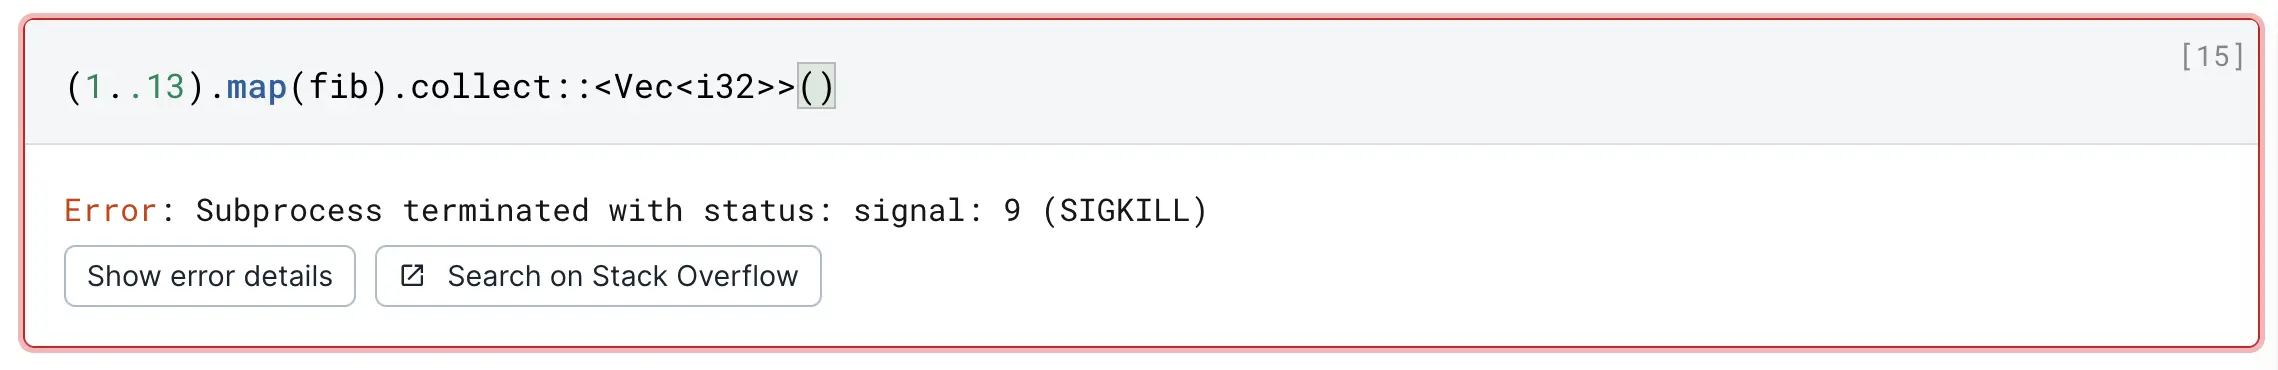 [15]
(1..13).map(fib).collect::<Vec<i32>>()
Error: Subprocess terminated with status: signal: 9 (SIGKILL)
Show error details
Search on Stack Overflow